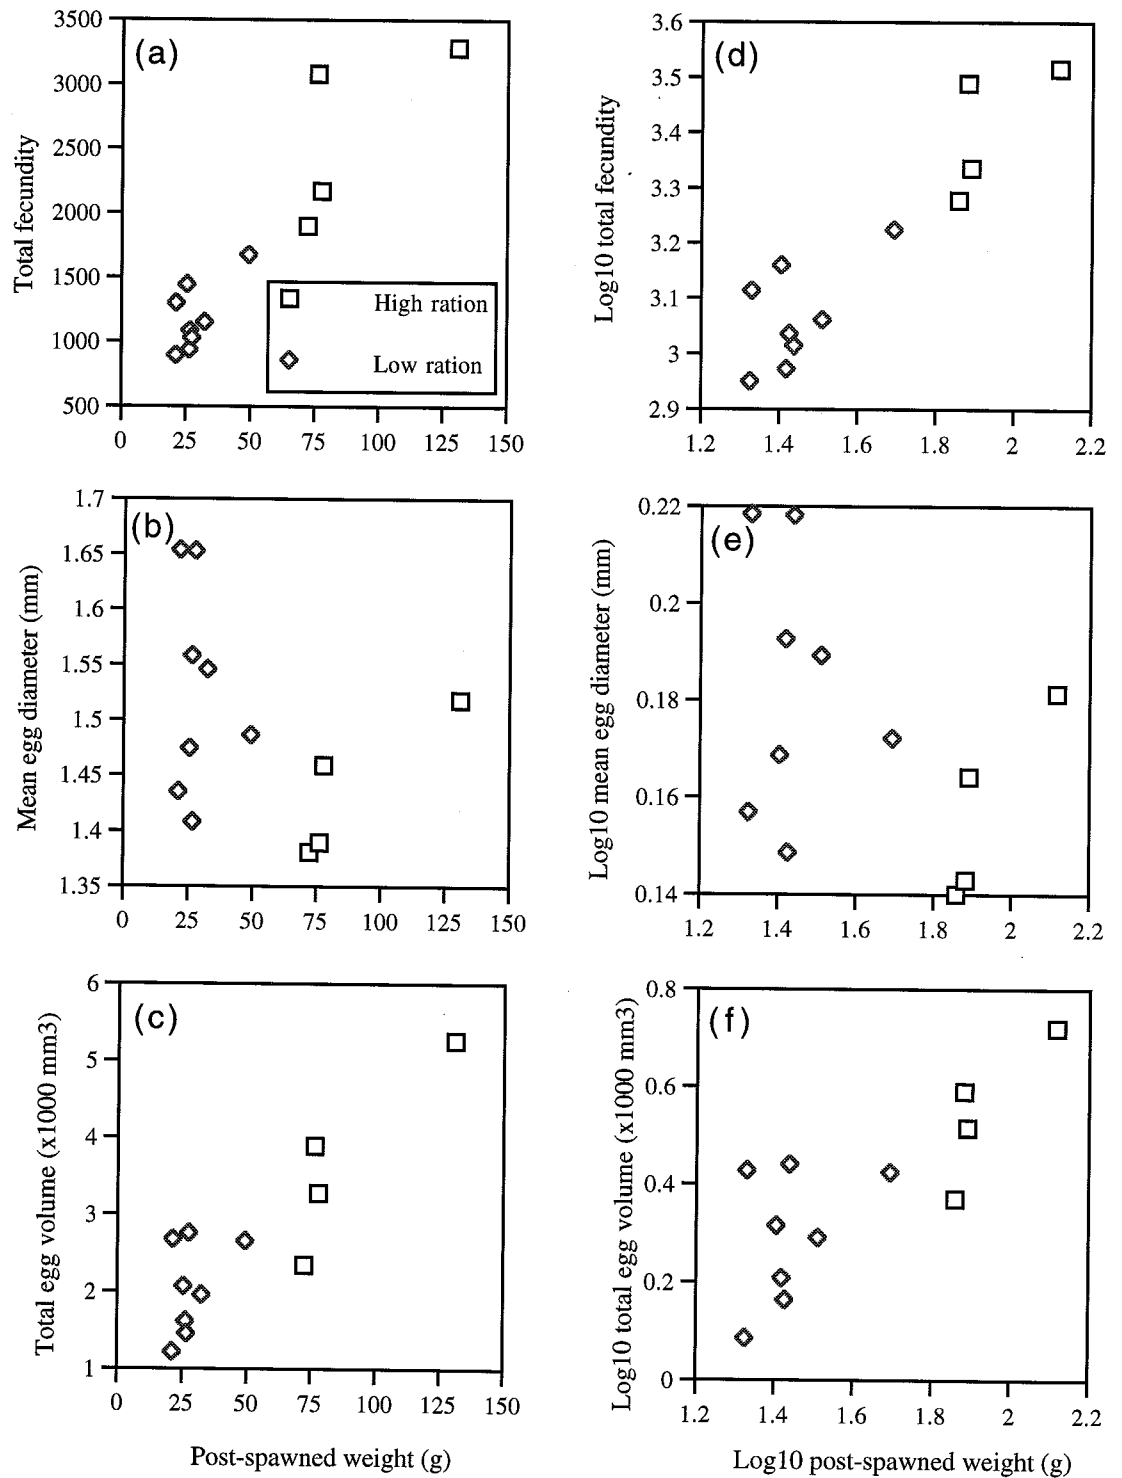 (a)
Total fecundity
3500
3000
2500
2000
1500
1000
500
0 25 50 75 100 125 150
High ration
Low ration
(d)
Log10 total fecundity
3.6
3.5
3.4
3.3
3.2
3.1
3
2.9
1.2 1.4 1.6 1.8 2 2.2
(b)
Mean egg diameter (mm)
1.7
1.65
1.6
1.55
1.5
1.45
1.4
1.35
0 25 50 75 100 125 150
(e)
Log10 mean egg diameter (mm)
0.22
0.2
0.18
0.16
0.14
1.2 1.4 1.6 1.8 2 2.2
(c)
Total egg volume (x1000 mm3)
6
5
4
3
2
1
0 25 50 75 100 125 150
Post-spawned weight (g)
(f)
Log10 total egg volume (x1000 mm3)
0.8
0.6
0.4
0.2
0
1.2 1.4 1.6 1.8 2 2.2
Log10 post-spawned weight (g)